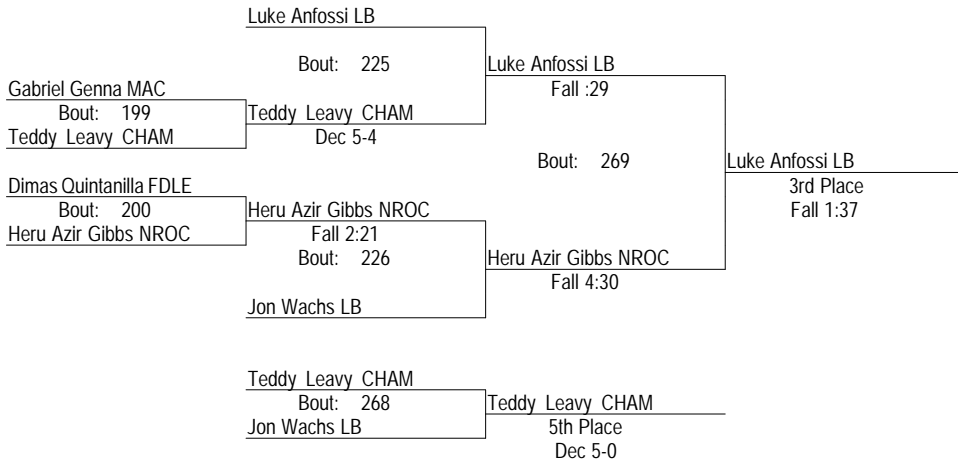 Luke Anfossi LB
Bout: 225
Luke Anfossi LB
Fall :29
Gabriel Genna MAC
Bout: 199
Teddy Leavy CHAM
Teddy Leavy CHAM
Dec 5-4
Bout: 269
Luke Anfossi LB
3rd Place
Fall 1:37
Dimas Quintanilla FDLE
Bout: 200
Heru Azir Gibbs NROC
Heru Azir Gibbs NROC
Fall 2:21
Bout: 226
Heru Azir Gibbs NROC
Fall 4:30
Jon Wachs LB
Teddy Leavy CHAM
Bout: 268
Jon Wachs LB
Teddy Leavy CHAM
5th Place
Dec 5-0